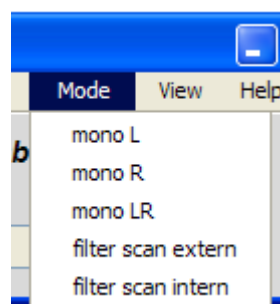 Mode View Help
b
mono L
mono R
mono LR
filter scan extern
filter scan intern